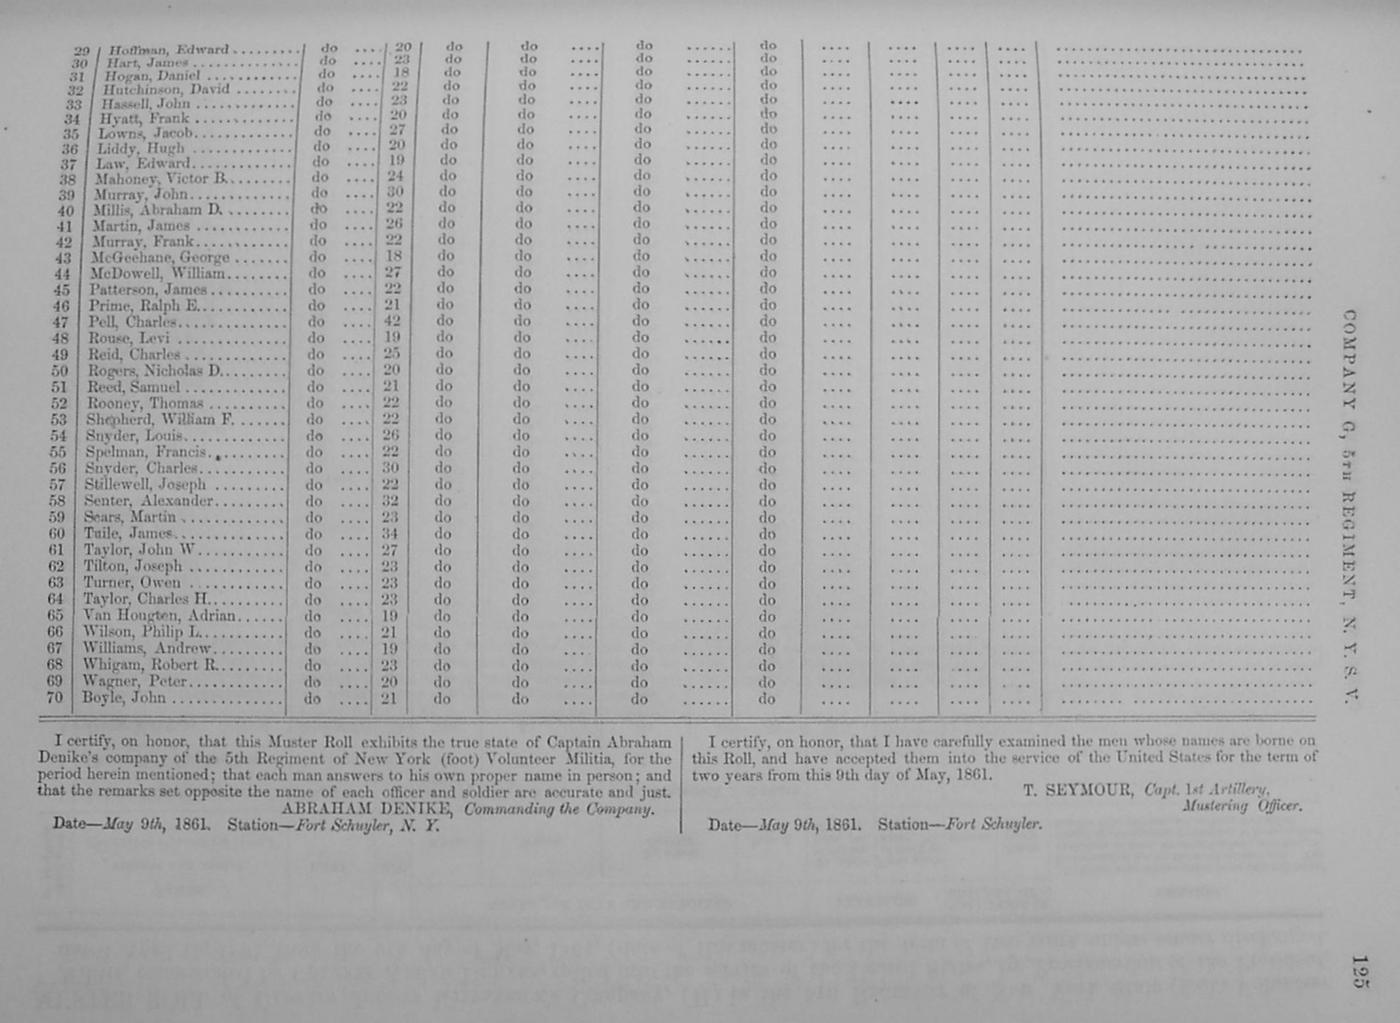 29 Hoffman, Edward ......... do .... 20 do do .... do ...... do .... .... .... ....
30 Hart, James ......... do .... 23 do do .... do ...... do .... .... .... ....
31 Hogan, Daniel ......... do .... 18 do do .... do ...... do .... .... .... ....
32 Hutchinson, David ........ do .... 22 do do .... do ...... do .... .... .... ....
33 Hassell, John ......... do .... 23 do do .... do ...... do .... .... .... ....
34 Hyatt, Frank ......... do .... 20 do do .... do ...... do .... .... .... ....
35 Lowns, Jacob......... do .... 27 do do .... do ...... do .... .... .... ....
36 Liddy, Hugh ......... do .... 20 do do .... do ...... do .... .... .... ....
37 Law, Edward......... do .... 19 do do .... do ...... do .... .... .... ....
38 Mahoney, Victor B......... do .... 24 do do .... do ...... do .... .... .... ....
39 Murray, John......... do .... 30 do do .... do ...... do .... .... .... ....
40 Millis, Abraham D. ........ do .... 22 do do .... do ...... do .... .... .... ....
41 Martin, James ......... do .... 26 do do .... do ...... do .... .... .... ....
42 Murray, Frank......... do .... 22 do do .... do ...... do .... .... .... ....
43 McGeehane, George ...... do .... 18 do do .... do ...... do .... .... .... ....
44 McDowell, William....... do .... 27 do do .... do ...... do .... .... .... ....
45 Patterson, James......... do .... 22 do do .... do ...... do .... .... .... ....
46 Prime, Ralph E......... do .... 21 do do .... do ...... do .... .... .... ....
47 Pell, Charles......... do .... 42 do do .... do ...... do .... .... .... ....
48 Rouse, Levi ......... do .... 19 do do .... do ...... do .... .... .... ....
49 Reid, Charles ......... do .... 25 do do .... do ...... do .... .... .... ....
50 Rogers, Nicholas D........ do .... 20 do do .... do ...... do .... .... .... ....
51 Reed, Samuel ......... do .... 21 do do .... do ...... do .... .... .... ....
52 Rooney, Thomas ......... do .... 22 do do .... do ...... do .... .... .... ....
53 Shepherd, William F. ...... do .... 22 do do .... do ...... do .... .... .... ....
54 Snyder, Louis......... do .... 26 do do .... do ...... do .... .... .... ....
55 Spelman, Francis......... do .... 22 do do .... do ...... do .... .... .... ....
56 Snyder, Charles......... do .... 30 do do .... do ...... do .... .... .... ....
57 Stillewell, Joseph ......... do .... 22 do do .... do ...... do .... .... .... ....
58 Senter, Alexander......... do .... 32 do do .... do ...... do .... .... .... ....
59 Sears, Martin ......... do .... 23 do do .... do ...... do .... .... .... ....
60 Tuile, James......... do .... 34 do do .... do ...... do .... .... .... ....
61 Taylor, John W......... do .... 27 do do .... do ...... do .... .... .... ....
62 Tilton, Joseph ......... do .... 23 do do .... do ...... do .... .... .... ....
63 Turner, Owen ......... do .... 23 do do .... do ...... do .... .... .... ....
64 Taylor, Charles H......... do .... 23 do do .... do ...... do .... .... .... ....
65 Van Hougten, Adrian...... do .... 19 do do .... do ...... do .... .... .... ....
66 Wilson, Philip L......... do .... 21 do do .... do ...... do .... .... .... ....
67 Williams, Andrew......... do .... 19 do do .... do ...... do .... .... .... ....
68 Whigam, Robert R........ do .... 23 do do .... do ...... do .... .... .... ....
69 Wagner, Peter......... do .... 20 do do .... do ...... do .... .... .... ....
70 Boyle, John ......... do .... 21 do do .... do ...... do .... .... .... ....
I certify, on honor, that this Muster Roll exhibits the true state of Captain Abraham
Denike's company of the 5th Regiment of New York (foot) Volunteer Militia, for the
period herein mentioned; that each man answers to his own proper name in person; and
that the remarks set opposite the name of each officer and soldier are accurate and just.
ABRAHAM DENIKE, Commanding the Company.
Date—May 9th, 1861. Station—Fort Schuyler, N. Y.
I certify, on honor, that I have carefully examined the men whose names are borne on
this Roll, and have accepted them into the service of the United States for the term of
two years from this 9th day of May, 1861.
T. SEYMOUR, Capt. 1st Artillery,
Mustering Officer.
Date—May 9th, 1861. Station—Fort Schuyler.
COMPANY G, 5TH REGIMENT, N. Y. S. V.
125